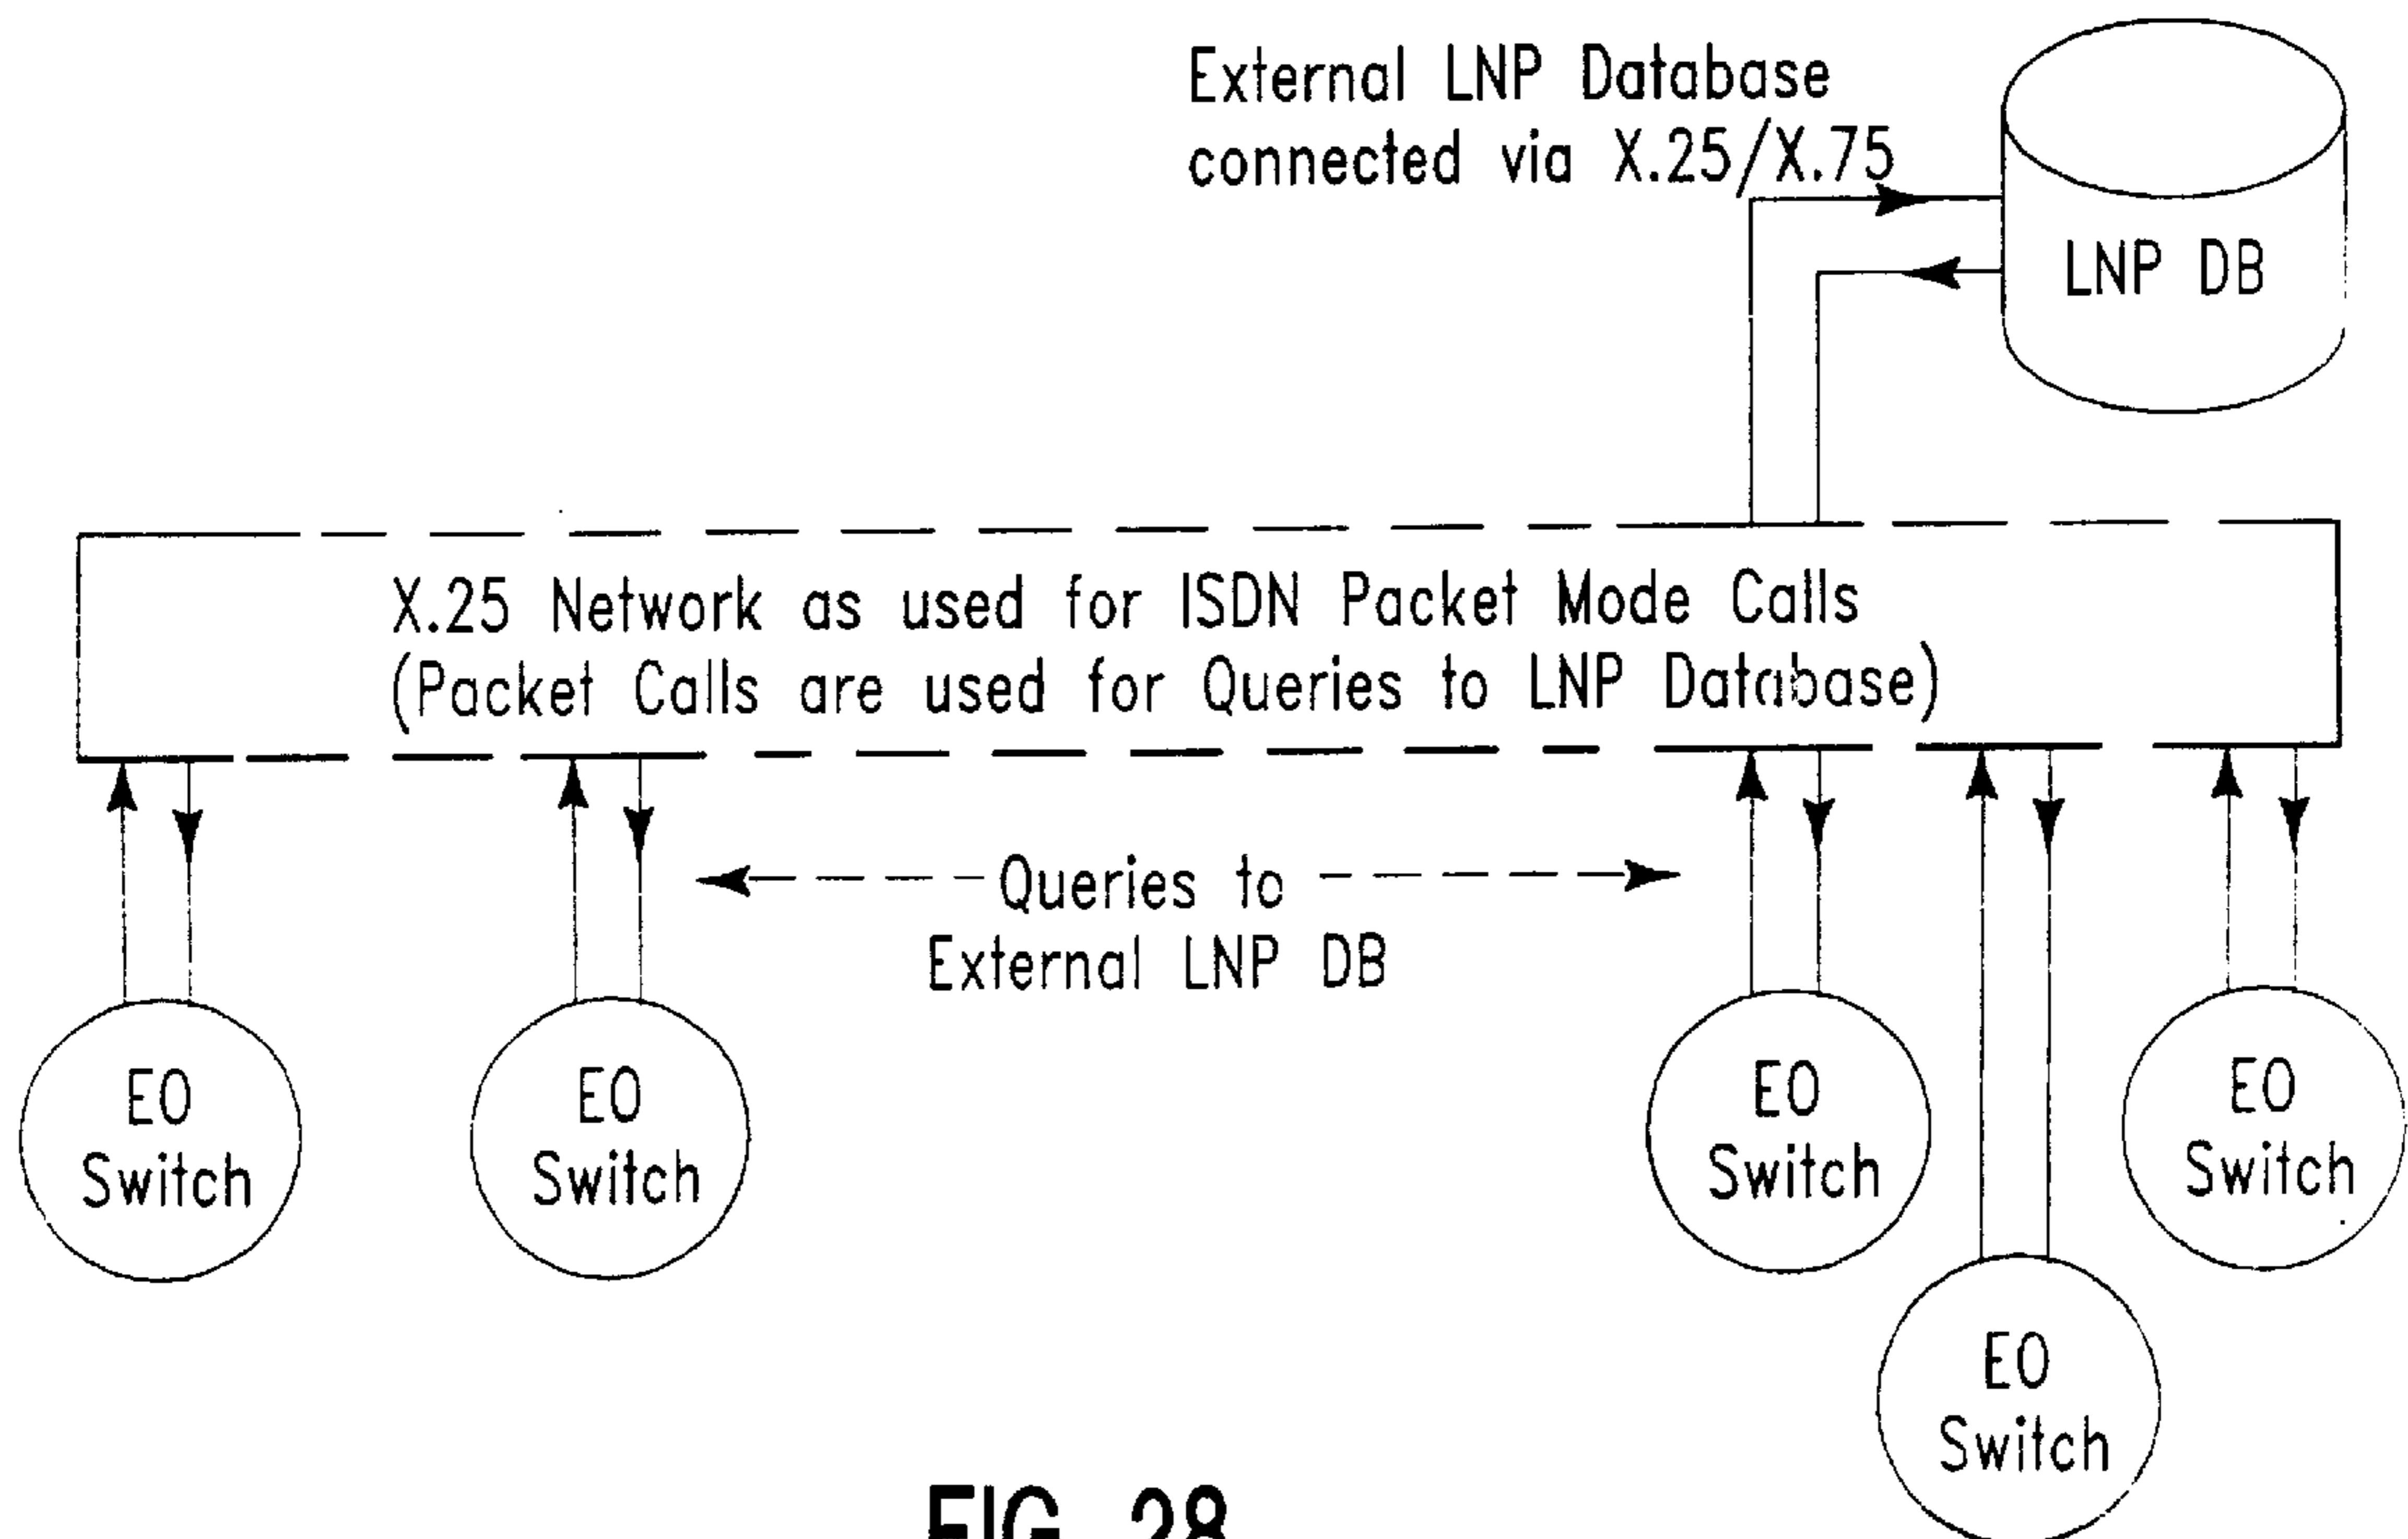 External LNP Database
connected via X.25/X.75
LNP DB
X.25 Network as used for ISDN Packet Mode Calls
(Packet Calls are used for Queries to LNP Database)
Queries to
External LNP DB
EO
Switch
EO
Switch
EO
Switch
EO
Switch
EO
Switch
FIG. 28